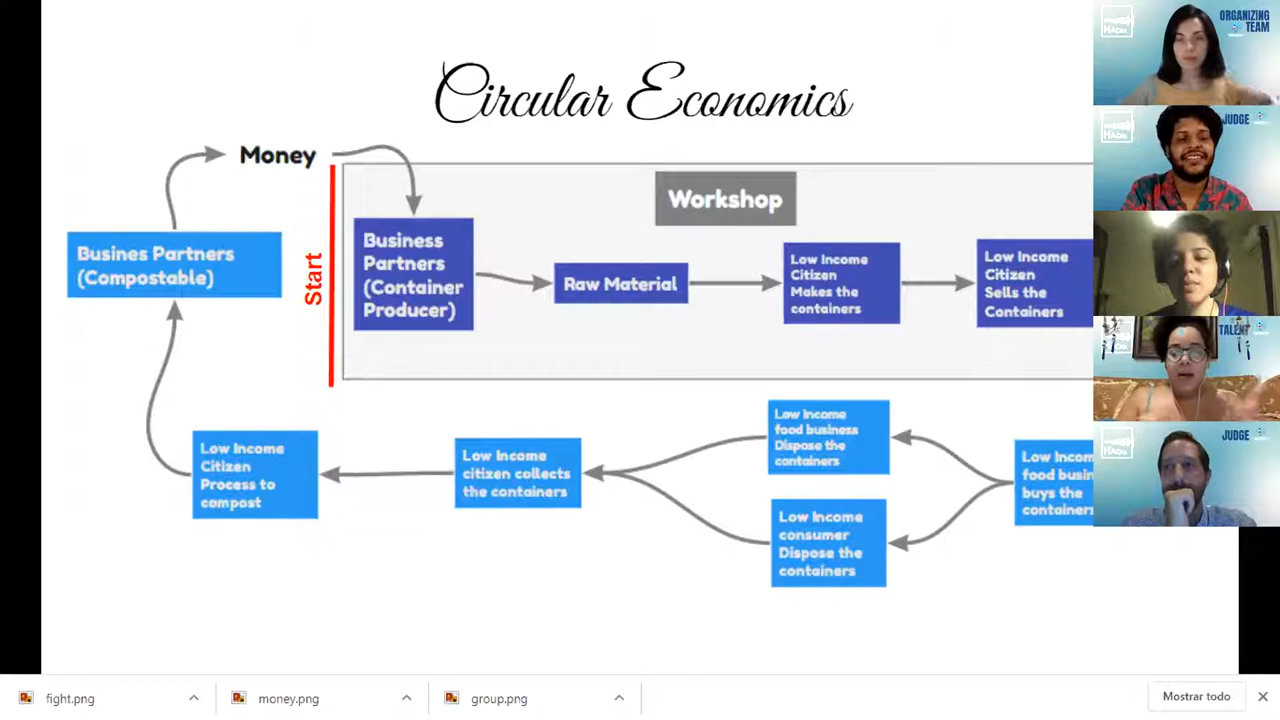 Circular Economics
Money
Start
Workshop
Busines Partners
(Compostable)
Business
Partners
(Container
Producer)
Raw Material
Low Income
Citizen
Makes the
containers
Low Income
Citizen
Sells the
Containers
Low Income
Citizen
Process to
compost
Low Income
citizen collects
the containers
Low Income
food business
Dispose the
containers
Low Income
consumer
Dispose the
containers
Low
food
buys the
containers
ORGANIZING
TEAM
JUDGE
TALENT
JUDGE
fight.png
money.png
group.png
Mostrar todo